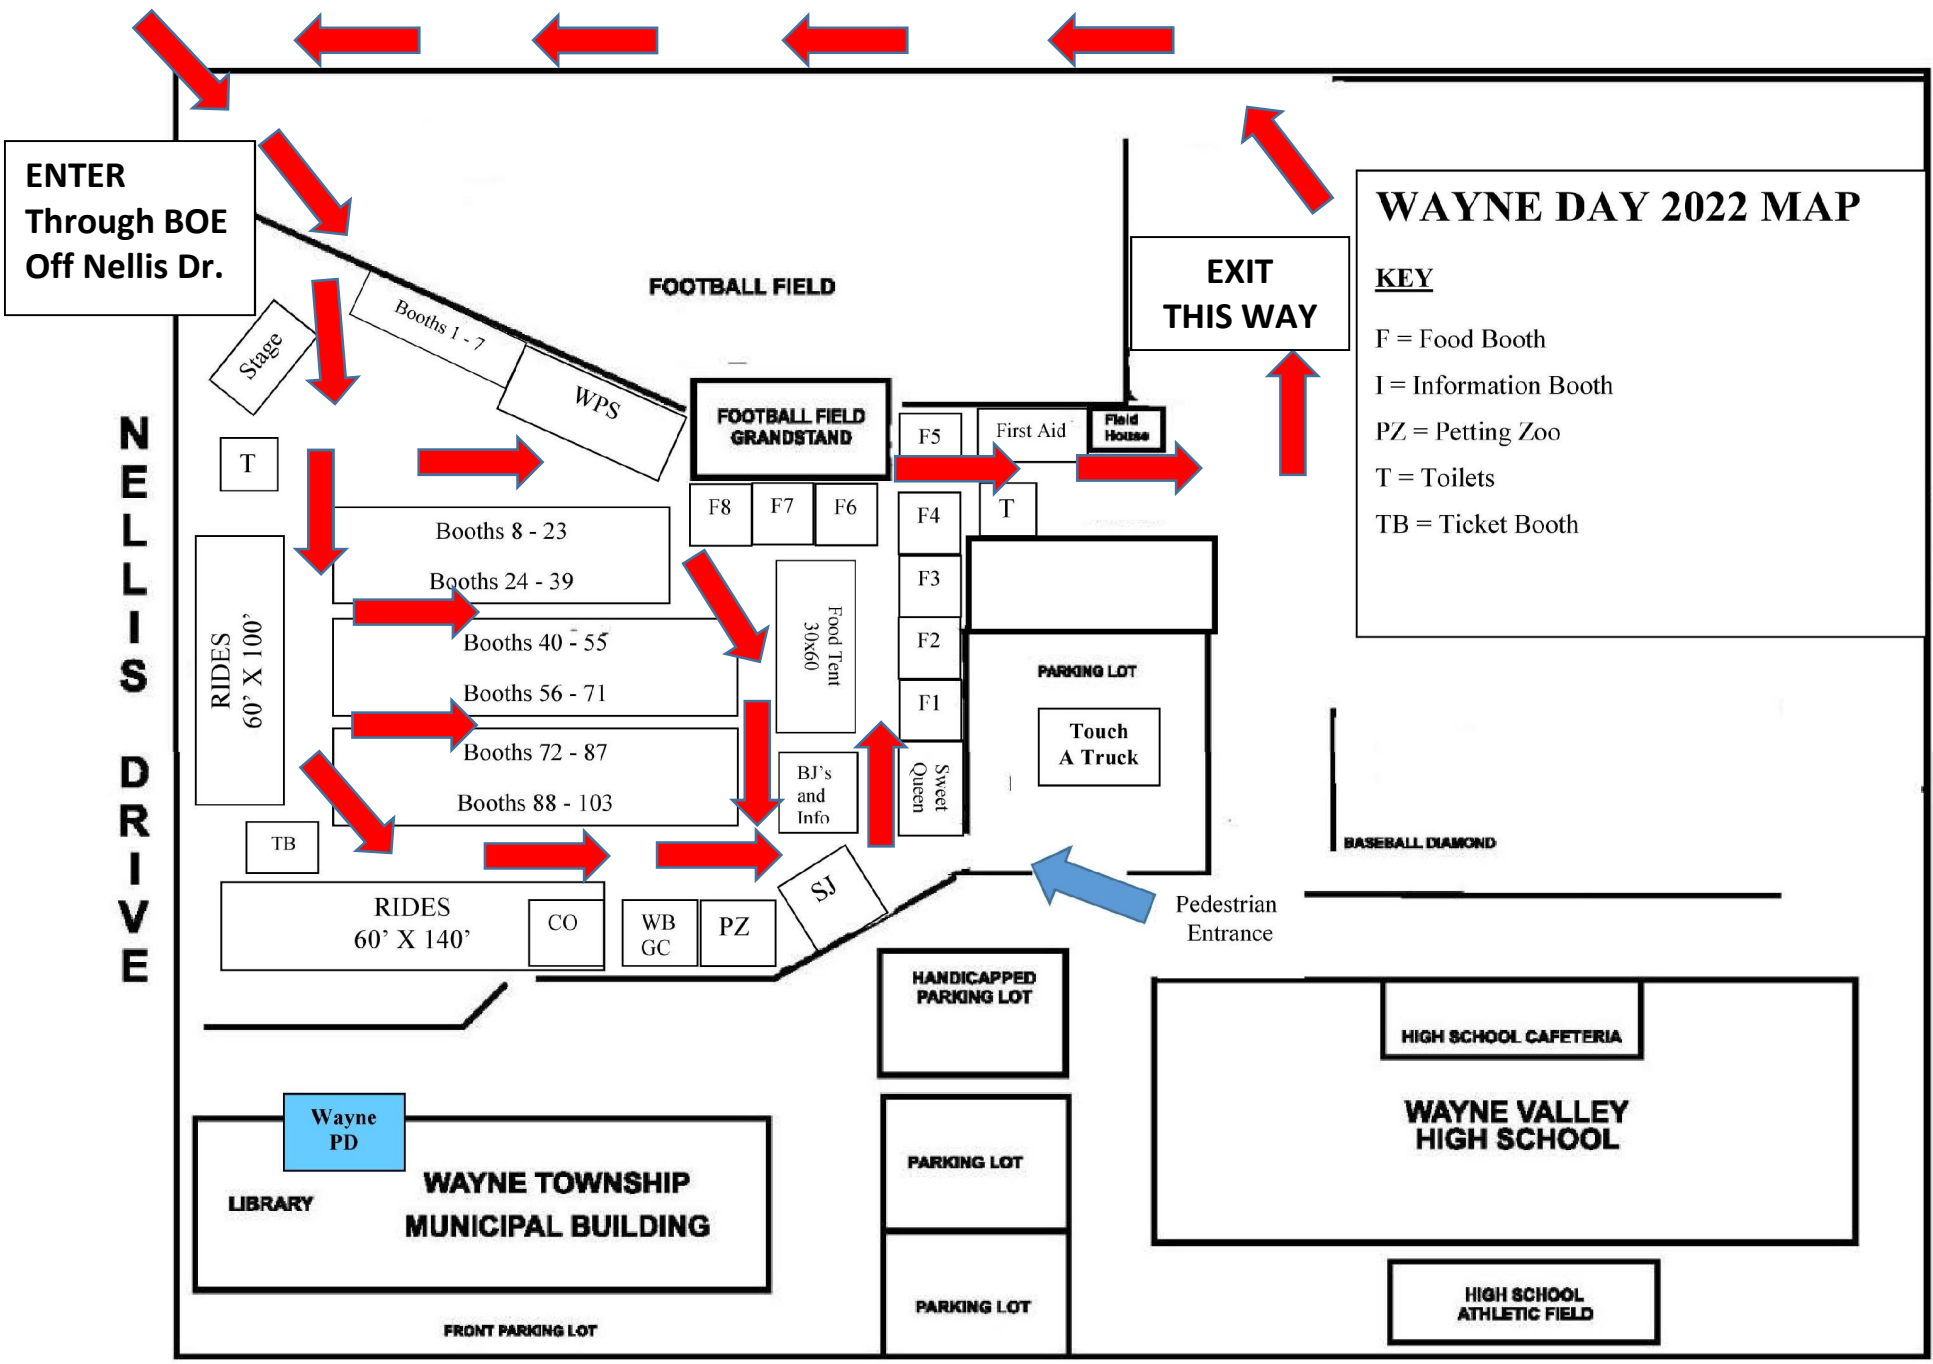 ENTER
Through BOE
Off Nellis Dr.
WAYNE DAY 2022 MAP
KEY
F = Food Booth
I = Information Booth
PZ = Petting Zoo
T = Toilets
TB = Ticket Booth
EXIT
THIS WAY
FOOTBALL FIELD
Booths 1 - 7
Stage
WPS
FOOTBALL FIELD
GRANDSTAND
F5
First Aid
Field
House
NELLIS DRIVE
T
F8
F7
F6
F4
T
Booths 8 - 23
Booths 24 - 39
F3
RIDES
60' X 100'
Booths 40 - 55
Booths 56 - 71
Food Tent
30x60
F2
F1
PARKING LOT
Touch
A Truck
Booths 72 - 87
Booths 88 - 103
BJ's
and
Info
Sweet
Queen
TB
BASEBALL DIAMOND
RIDES
60' X 140'
CO
WB
GC
PZ
SJ
Pedestrian
Entrance
HANDICAPPED
PARKING LOT
HIGH SCHOOL CAFETERIA
WAYNE VALLEY
HIGH SCHOOL
Wayne
PD
LIBRARY
WAYNE TOWNSHIP
MUNICIPAL BUILDING
PARKING LOT
PARKING LOT
HIGH SCHOOL
ATHLETIC FIELD
FRONT PARKING LOT